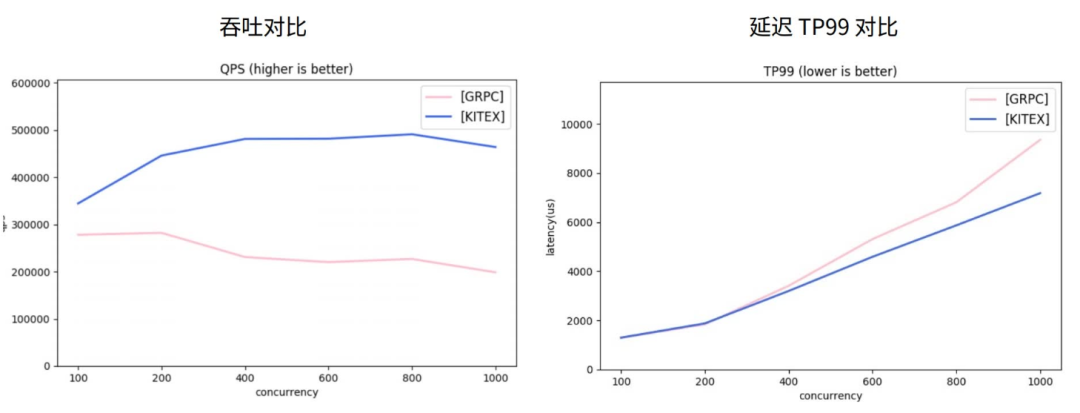 吞吐对比
QPS (higher is better)
600000
500000
400000
300000
200000
100000
0
100
200
400
600
800
1000
concurrency
[GRPC]
[KITEX]
延迟 TP99 对比
TP99 (lower is better)
latency(us)
10000
8000
6000
4000
2000
0
100
200
400
600
800
1000
concurrency
[GRPC]
[KITEX]